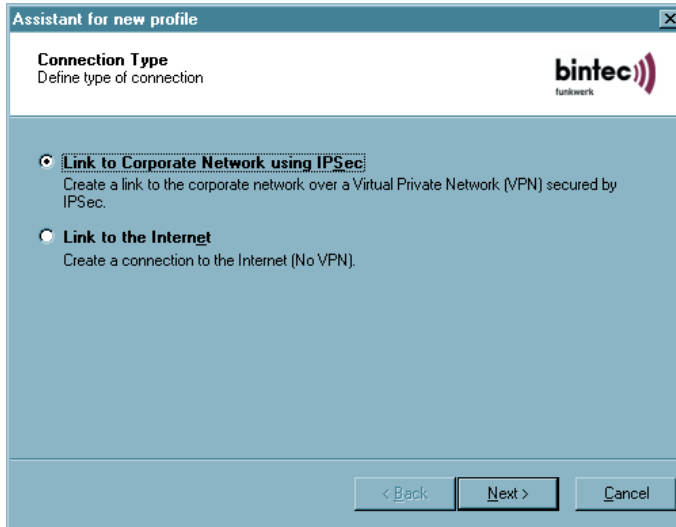 Assistant for new profile
Connection Type
Define type of connection
bintec
funkwerk
Link to Corporate Network using IPSec
Create a link to the corporate network over a Virtual Private Network (VPN) secured by
IPSec.
Link to the Internet
Create a connection to the Internet (No VPN).
< Back
Next >
Cancel